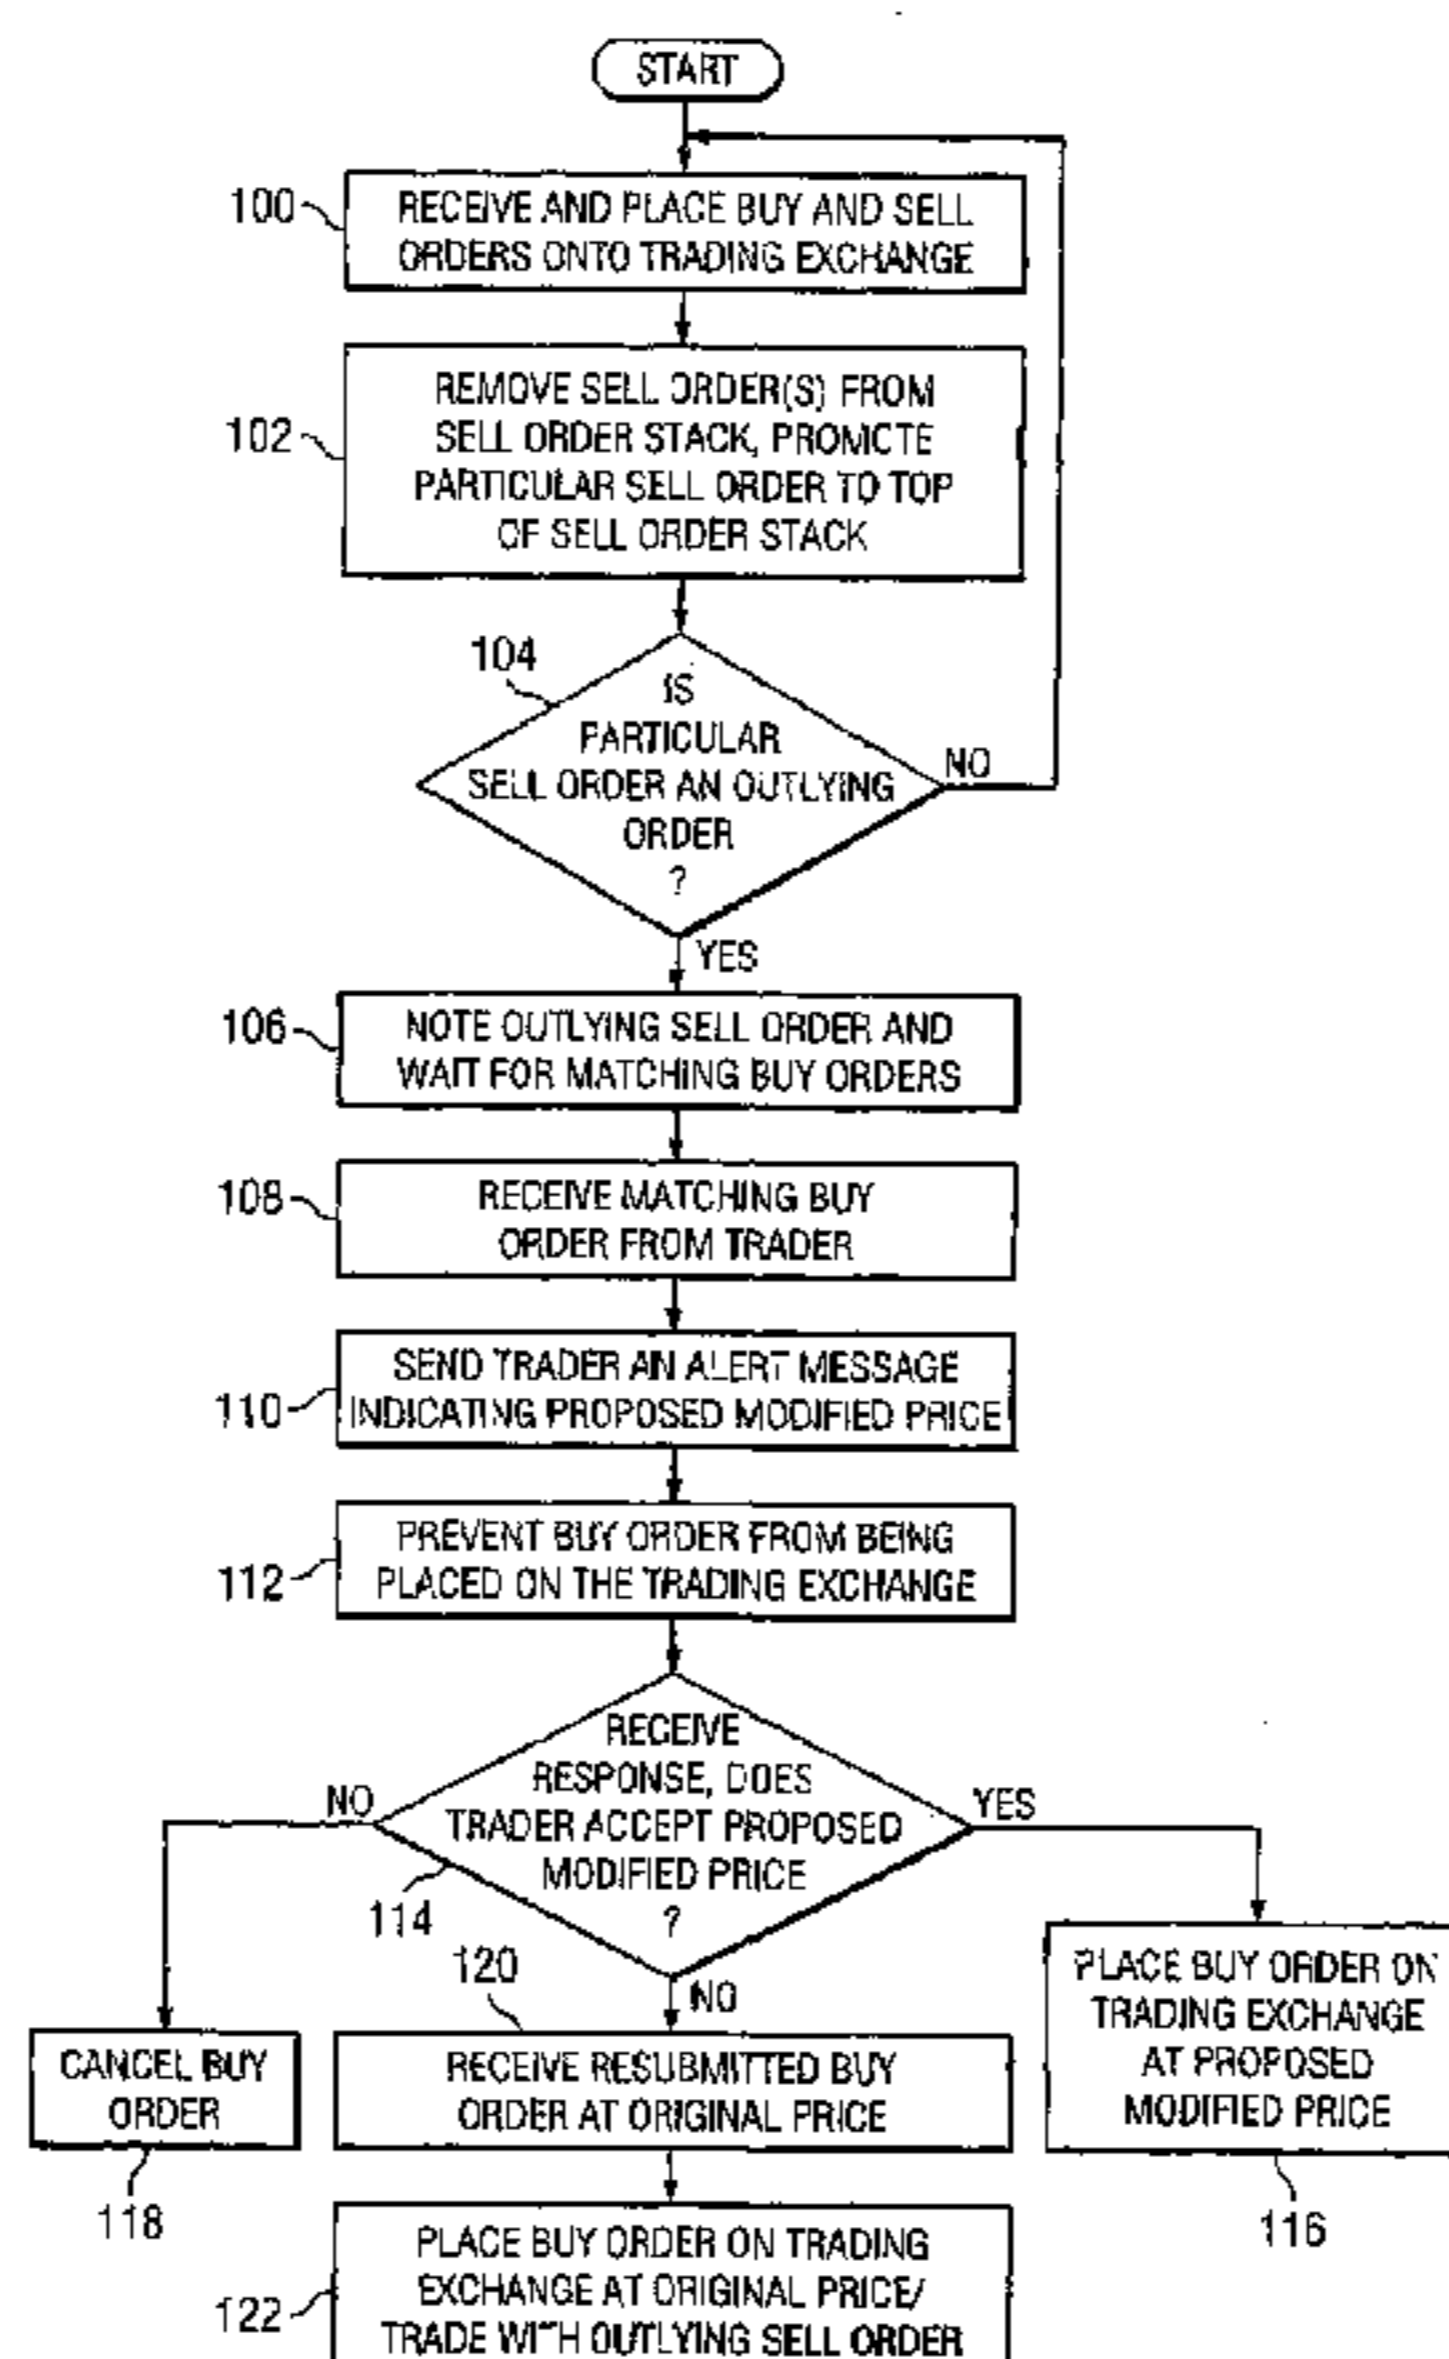 START
100
RECEIVE AND PLACE BUY AND SELL
ORDERS ONTO TRADING EXCHANGE
102
REMOVE SELL ORDER(S) FROM
SELL ORDER STACK, PROMOTE
PARTICULAR SELL ORDER TO TOP
OF SELL ORDER STACK
104
IS
PARTICULAR
SELL ORDER AN OUTLYING
ORDER
?
NO
YES
106
NOTE OUTLYING SELL ORDER AND
WAIT FOR MATCHING BUY ORDERS
108
RECEIVE MATCHING BUY
ORDER FROM TRADER
110
SEND TRADER AN ALERT MESSAGE
INDICATING PROPOSED MODIFIED PRICE
112
PREVENT BUY ORDER FROM BEING
PLACED ON THE TRADING EXCHANGE
RECEIVE
RESPONSE, DOES
TRADER ACCEPT PROPOSED
MODIFIED PRICE
?
NO
YES
114
NO
120
CANCEL BUY
ORDER
118
RECEIVE RESUBMITTED BUY
ORDER AT ORIGINAL PRICE
PLACE BUY ORDER ON
TRADING EXCHANGE
AT PROPOSED
MODIFIED PRICE
116
122
PLACE BUY ORDER ON TRADING
EXCHANGE AT ORIGINAL PRICE/
TRADE WITH OUTLYING SELL ORDER